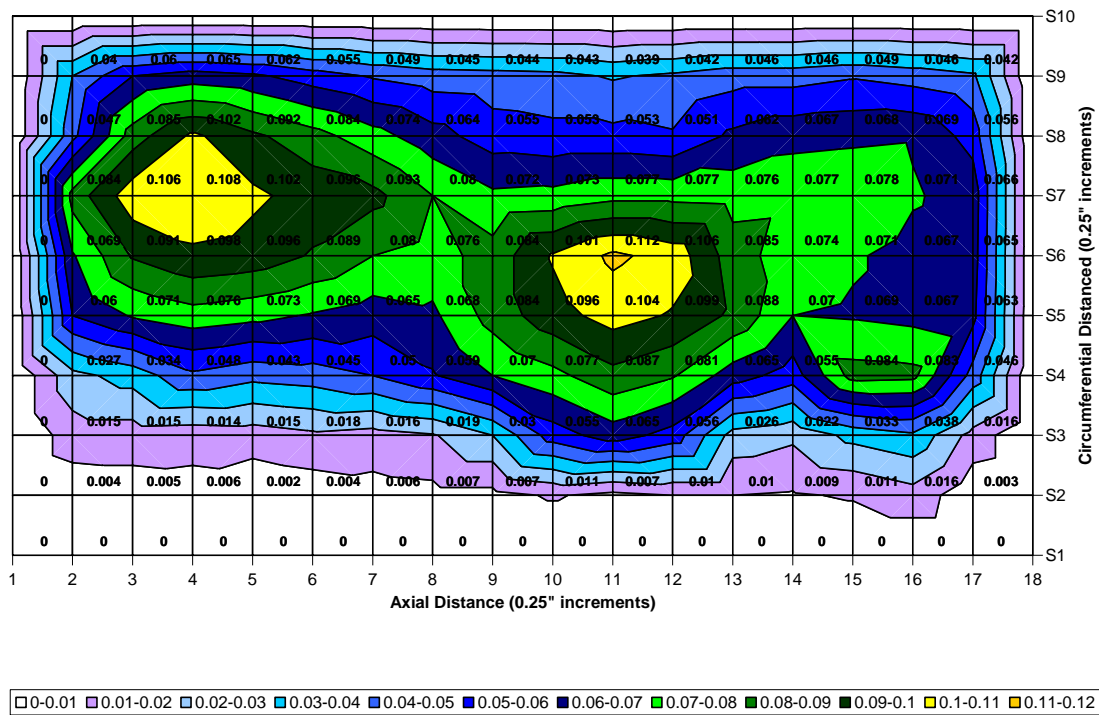 S10
0 0.04 0.06 0.065 0.062 0.055 0.049 0.045 0.044 0.043 0.039 0.042 0.046 0.046 0.049 0.046 0.042
S9
0 0.047 0.085 0.102 0.092 0.084 0.074 0.064 0.055 0.053 0.053 0.051 0.062 0.067 0.068 0.069 0.056
S8
0 0.084 0.106 0.108 0.102 0.096 0.093 0.08 0.072 0.073 0.077 0.077 0.076 0.077 0.078 0.071 0.066
S7
0 0.069 0.091 0.098 0.096 0.089 0.08 0.076 0.084 0.101 0.112 0.106 0.085 0.074 0.071 0.067 0.065
S6
0 0.06 0.071 0.076 0.073 0.069 0.065 0.068 0.084 0.096 0.104 0.099 0.088 0.07 0.069 0.067 0.063
S5
0 0.027 0.034 0.048 0.043 0.045 0.05 0.059 0.07 0.077 0.087 0.081 0.065 0.055 0.084 0.083 0.046
S4
0 0.015 0.015 0.014 0.015 0.018 0.016 0.019 0.03 0.055 0.065 0.056 0.026 0.022 0.033 0.038 0.016
S3
0 0.004 0.005 0.006 0.002 0.004 0.006 0.007 0.007 0.011 0.007 0.01 0.01 0.009 0.011 0.016 0.003
S2
0 0 0 0 0 0 0 0 0 0 0 0 0 0 0 0 0
S1
Circumferential Distanced (0.25" increments)
1 2 3 4 5 6 7 8 9 10 11 12 13 14 15 16 17 18
Axial Distance (0.25" increments)
0-0.01 0.01-0.02 0.02-0.03 0.03-0.04 0.04-0.05 0.05-0.06 0.06-0.07 0.07-0.08 0.08-0.09 0.09-0.1 0.1-0.11 0.11-0.12